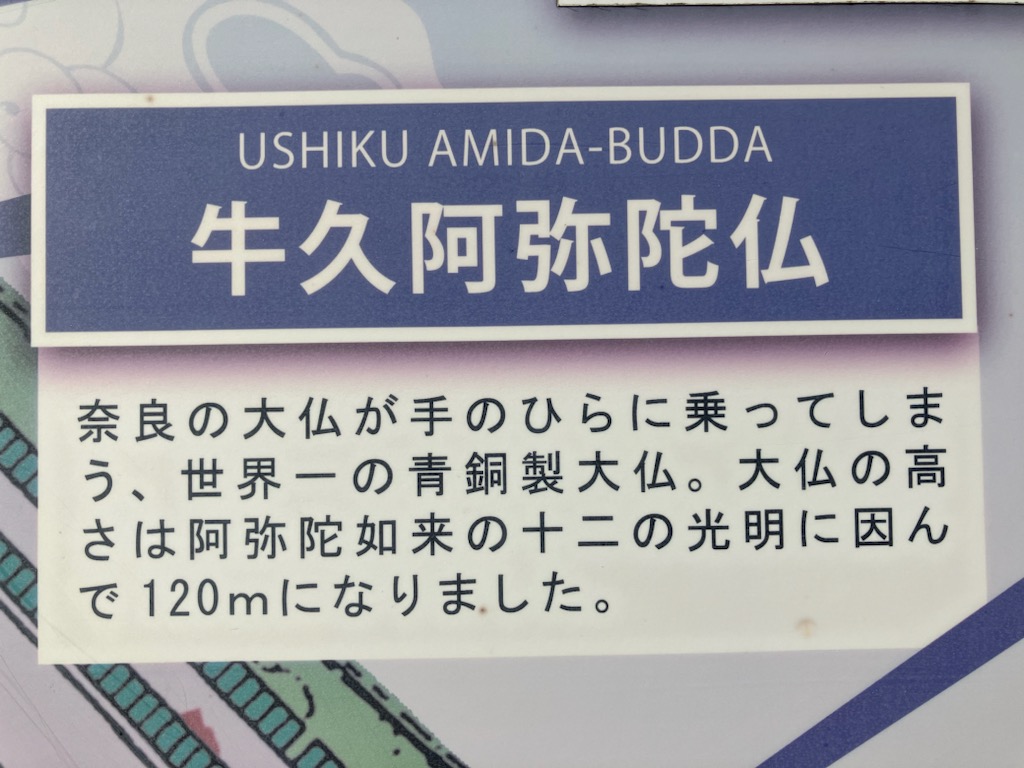 USHIKU AMIDA-BUDDA
牛久阿弥陀仏
奈良の大仏が手のひらに乗ってしま
う、世界一の青銅製大仏。大仏の高
さは阿弥陀如来の十二の光明に因ん
で120mになりました。